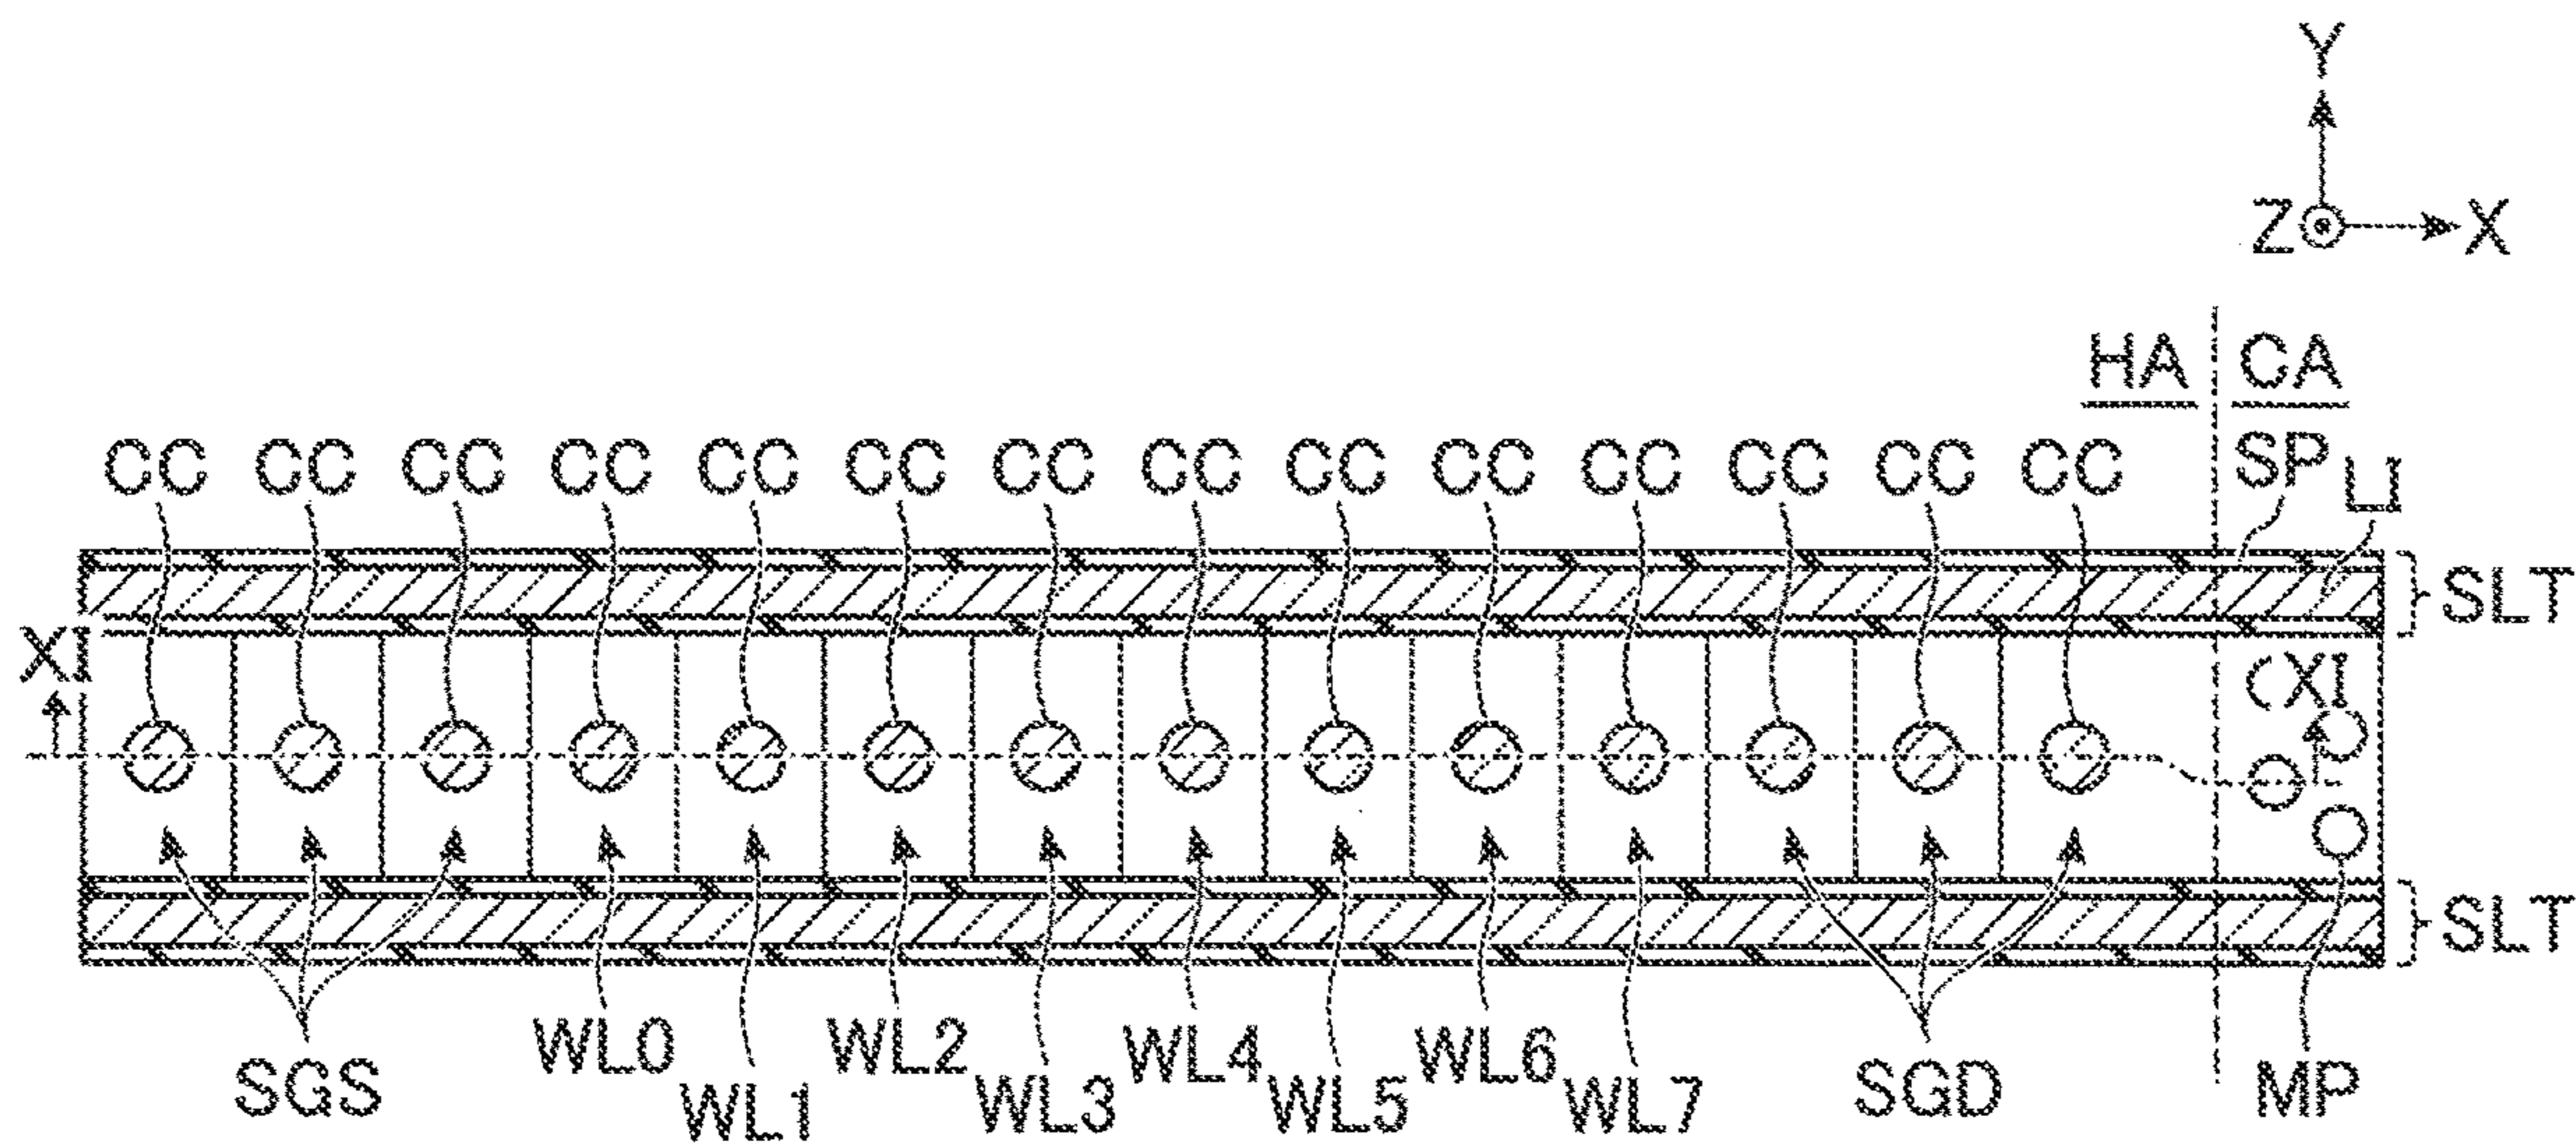 Y
Z X
HA CA
CC CC CC CC CC CC CC CC CC CC CC CC CC CC SP LI
SLT
XI XI
SLT
WL0 WL2 WL4 WL6
SGS WL1 WL3 WL5 WL7 SGD MP